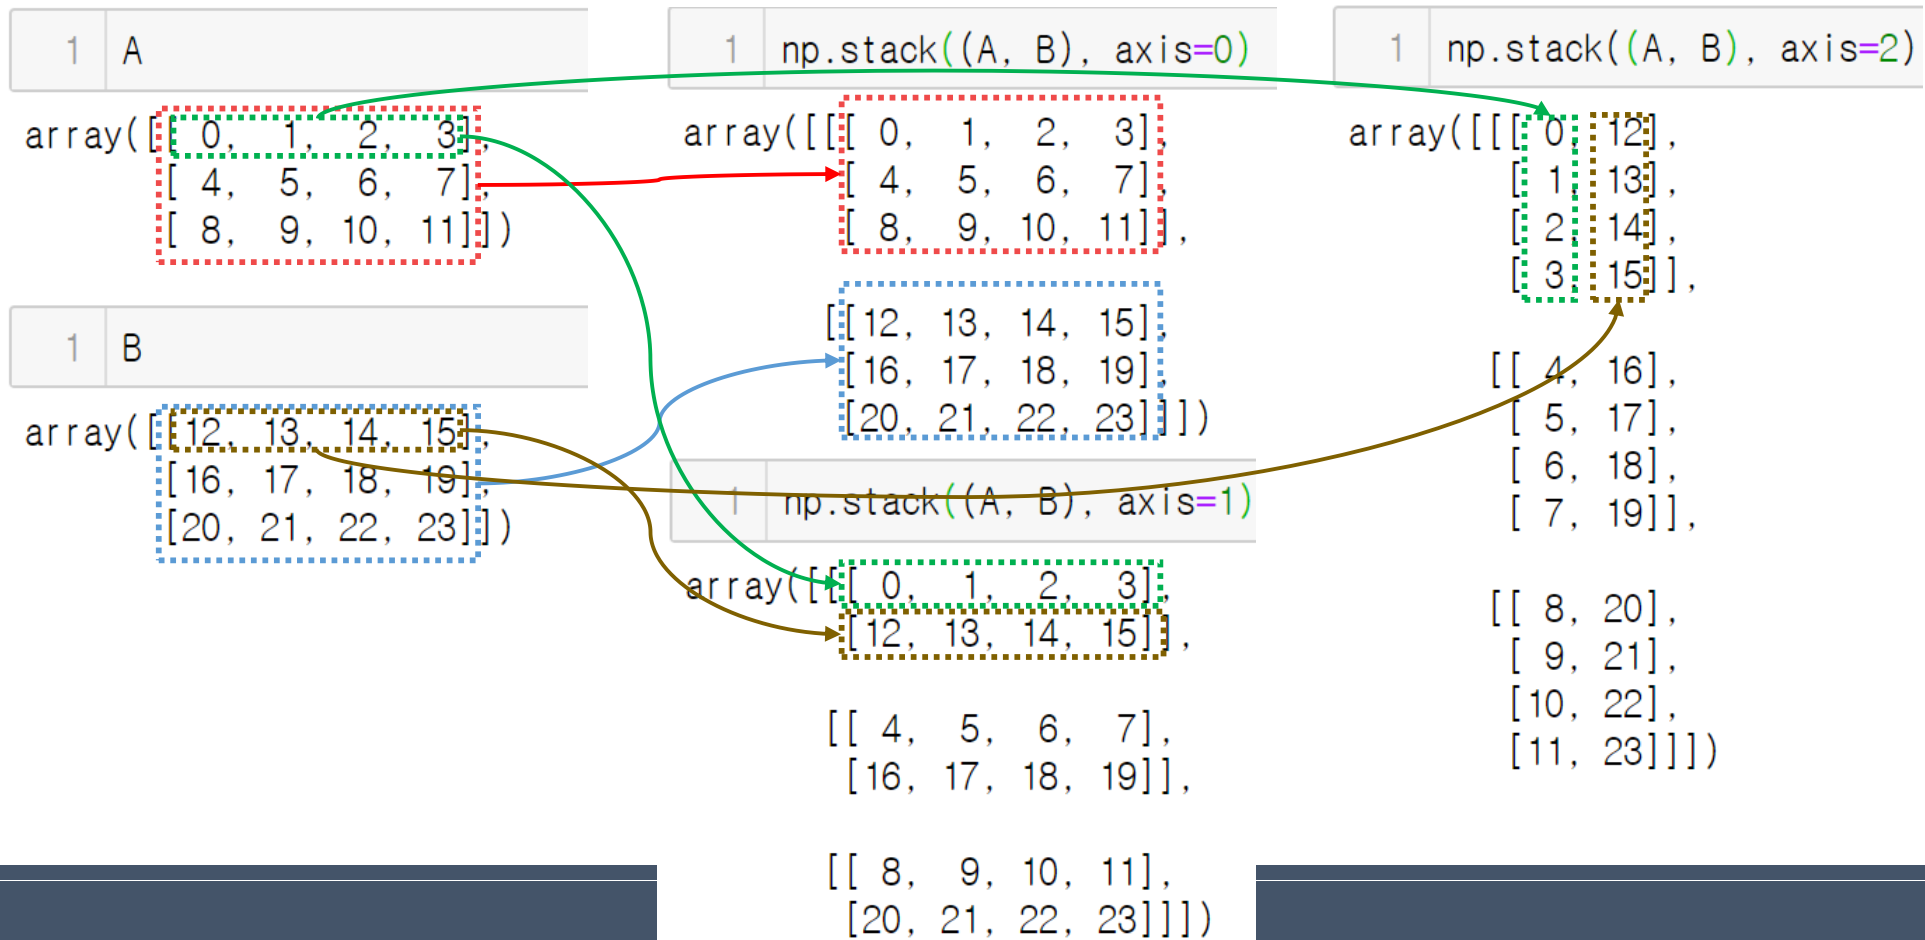 1 A
array([[ 0, 1, 2, 3],
[ 4, 5, 6, 7],
[ 8, 9, 10, 11]])
1 B
array([[12, 13, 14, 15],
[16, 17, 18, 19],
[20, 21, 22, 23]])
1 np.stack((A, B), axis=0)
array([[[ 0, 1, 2, 3],
[ 4, 5, 6, 7],
[ 8, 9, 10, 11]],
[[12, 13, 14, 15],
[16, 17, 18, 19],
[20, 21, 22, 23]]])
1 np.stack((A, B), axis=1)
array([[[ 0, 1, 2, 3],
[12, 13, 14, 15]],
[[ 4, 5, 6, 7],
[16, 17, 18, 19]],
[[ 8, 9, 10, 11],
[20, 21, 22, 23]]])
1 np.stack((A, B), axis=2)
array([[[ 0, 12],
[ 1, 13],
[ 2, 14],
[ 3, 15]],
[[ 4, 16],
[ 5, 17],
[ 6, 18],
[ 7, 19]],
[[ 8, 20],
[ 9, 21],
[10, 22],
[11, 23]]])